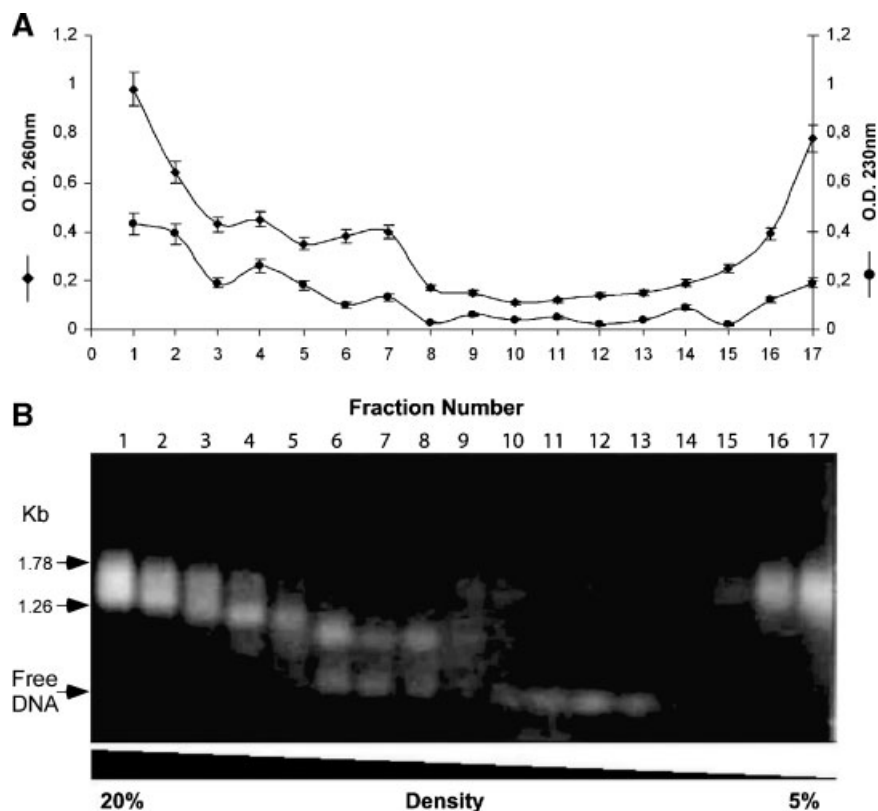 A
1,2 1,2
1 1
0,8 0,8
0,6 0,6
0,4 0,4
0,2 0,2
0 0
O.D. 260nm
O.D. 230nm
0 1 2 3 4 5 6 7 8 9 10 11 12 13 14 15 16 17
Fraction Number
B
1 2 3 4 5 6 7 8 9 10 11 12 13 14 15 16 17
Kb
1.78
1.26
Free
DNA
20% Density 5%